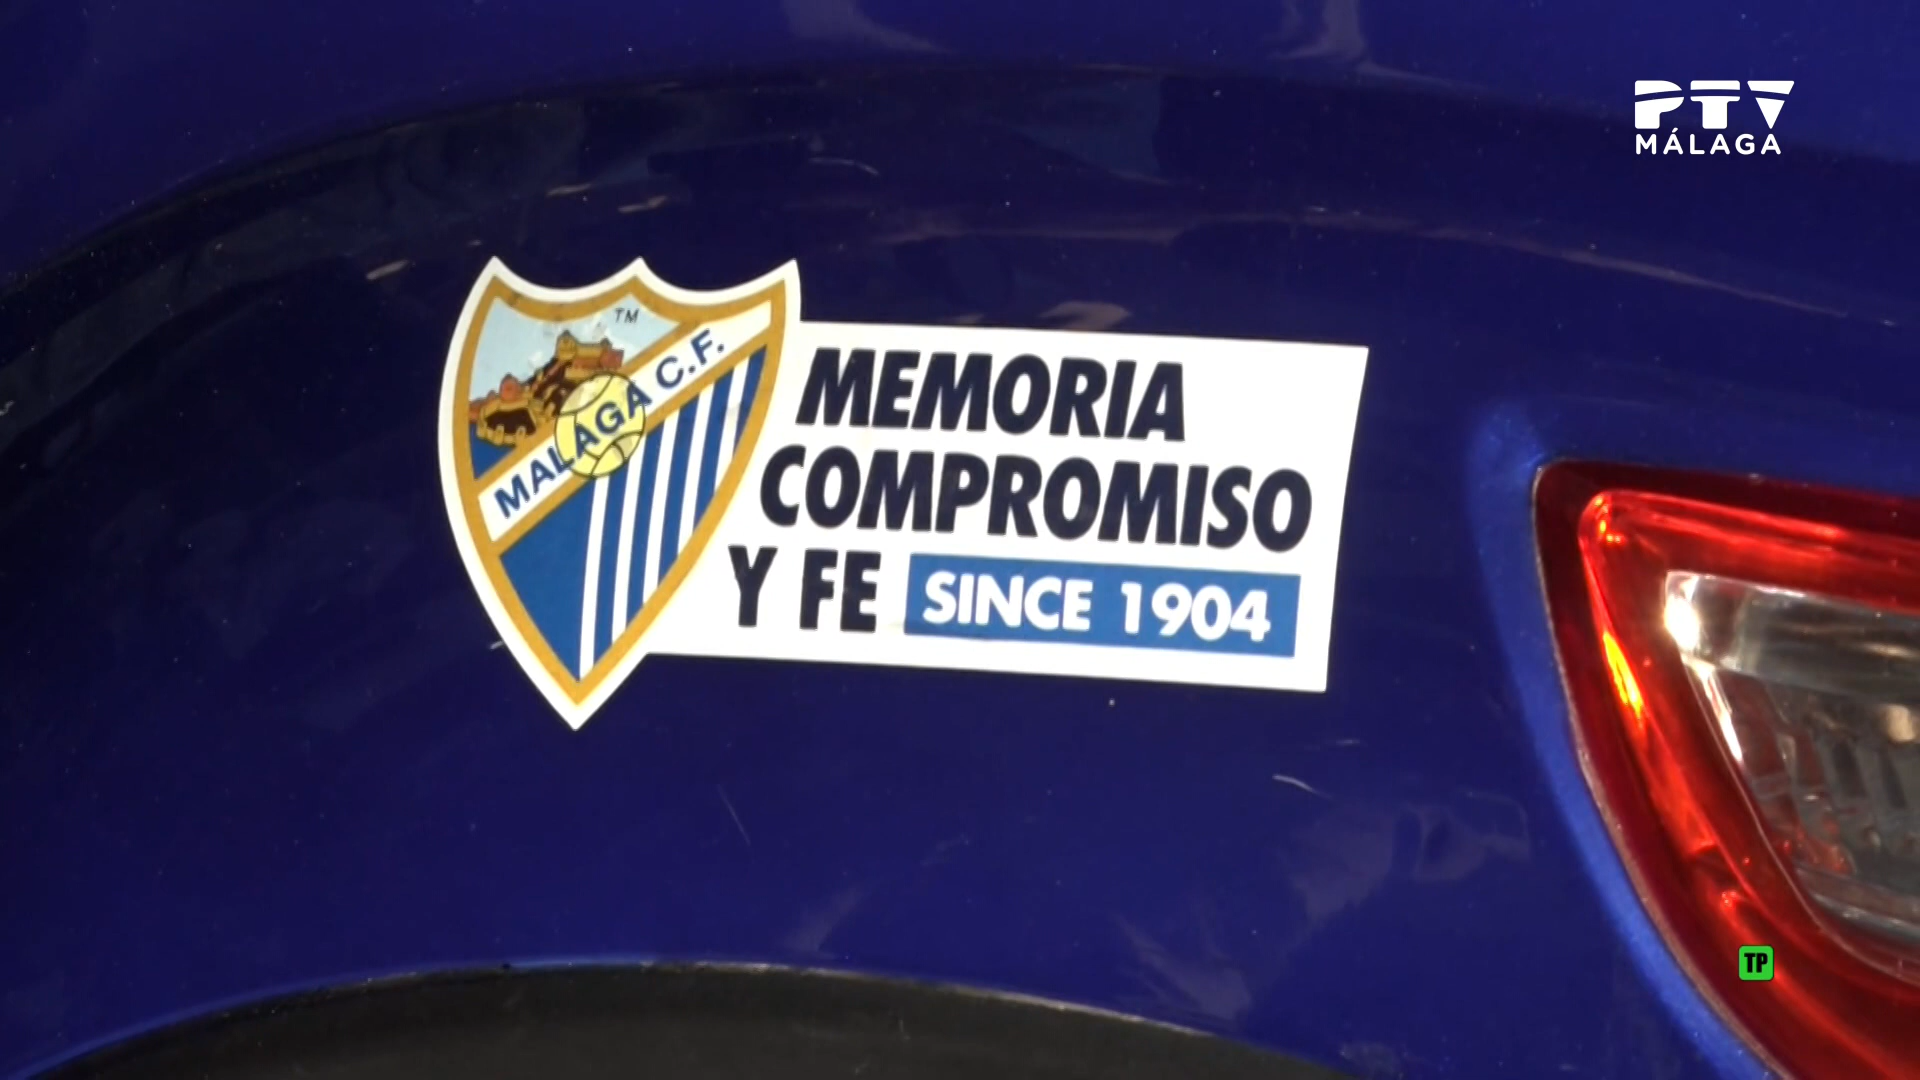 PTV
MÁLAGA
TM
MALAGA C.F.
MEMORIA
COMPROMISO
Y FE SINCE 1904
TP